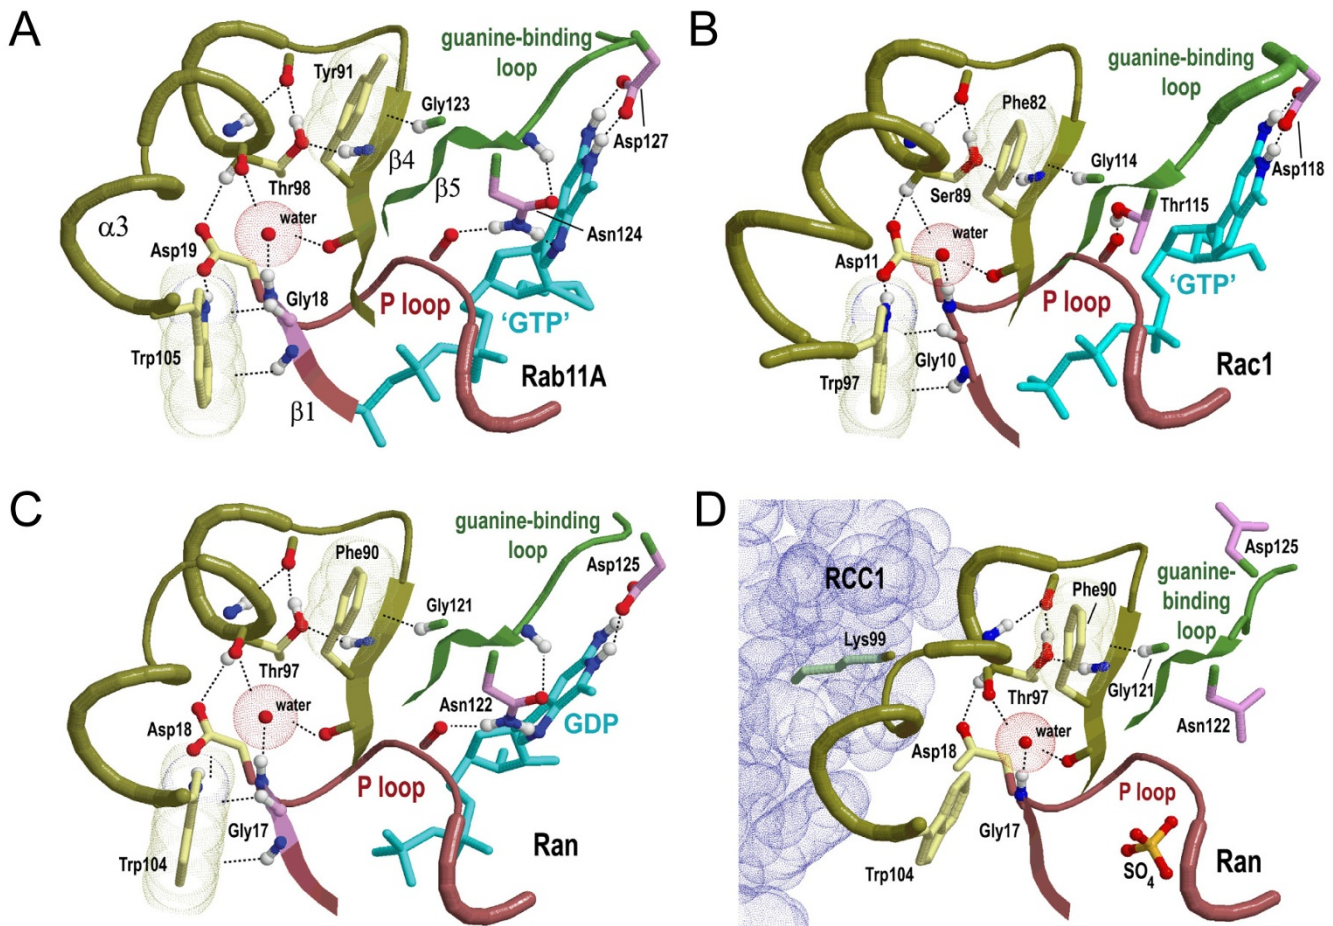 A
guanine-binding
loop
Tyr91
Gly123
β4
β5
Asp127
Thr98
α3
water
Asn124
Asp19
P loop
Gly18
'GTP'
Trp105
Rab11A
β1
B
guanine-binding
loop
Phe82
Gly114
Asp118
Ser89
Thr115
water
Asp11
P loop
'GTP'
Gly10
Rac1
Trp97
C
guanine-binding
loop
Phe90
Asp125
Gly121
Thr97
Asn122
water
GDP
Asp18
P loop
Gly17
Ran
Trp104
D
Asp125
RCC1
Phe90
guanine-
binding
loop
Lys99
Gly121
Thr97
Asn122
water
Asp18
P loop
Gly17
Ran
Trp104
SO4